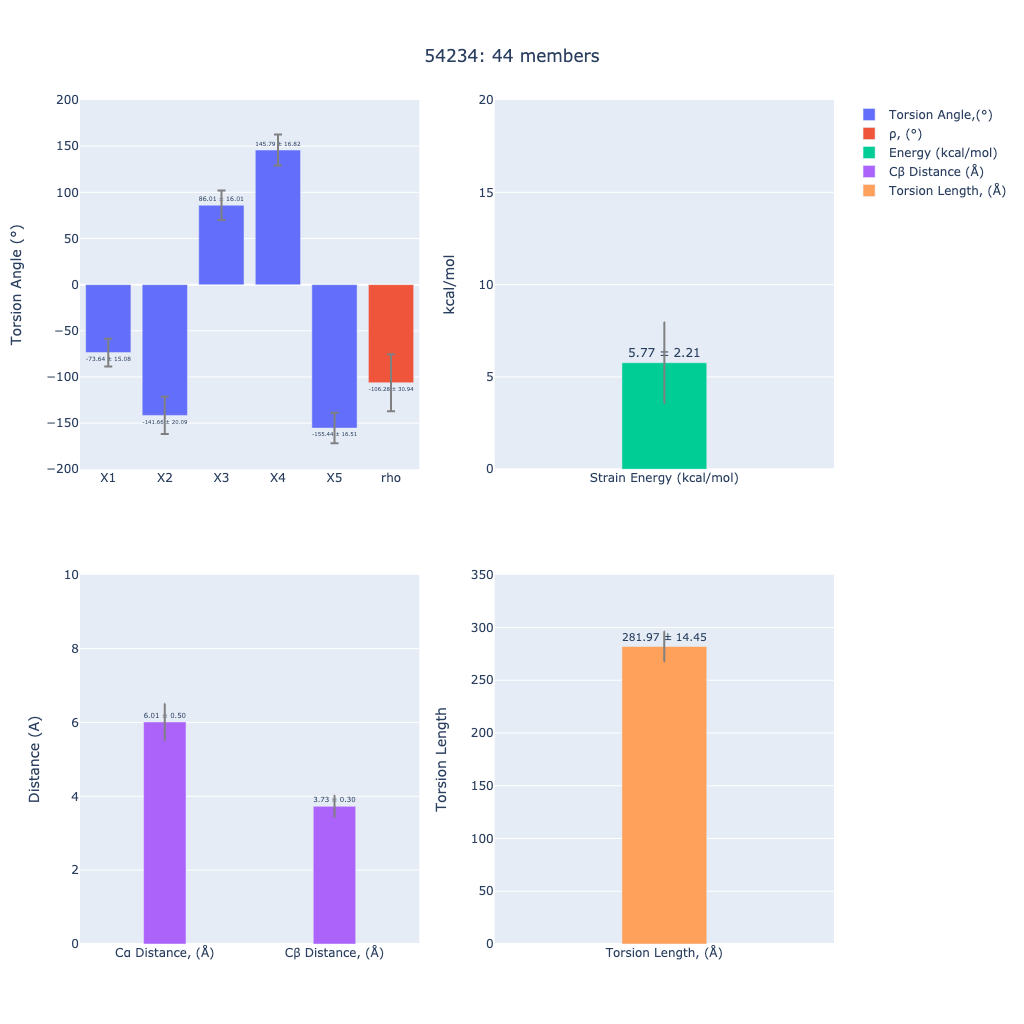 54234: 44 members
Torsion Angle (°)
200
150
100
50
0
−50
−100
−150
−200
-73.64 ± 15.08
-141.66 ± 20.09
86.01 ± 16.01
145.79 ± 16.82
-155.44 ± 16.51
-106.28 ± 30.94
X1 X2 X3 X4 X5 rho
kcal/mol
20
15
10
5
0
5.77 ± 2.21
Strain Energy (kcal/mol)
Torsion Angle,(°)
ρ, (°)
Energy (kcal/mol)
Cβ Distance (Å)
Torsion Length, (Å)
Distance (A)
10
8
6
4
2
0
6.01 ± 0.50
3.73 ± 0.30
Cα Distance, (Å) Cβ Distance, (Å)
Torsion Length
350
300
250
200
150
100
50
0
281.97 ± 14.45
Torsion Length, (Å)